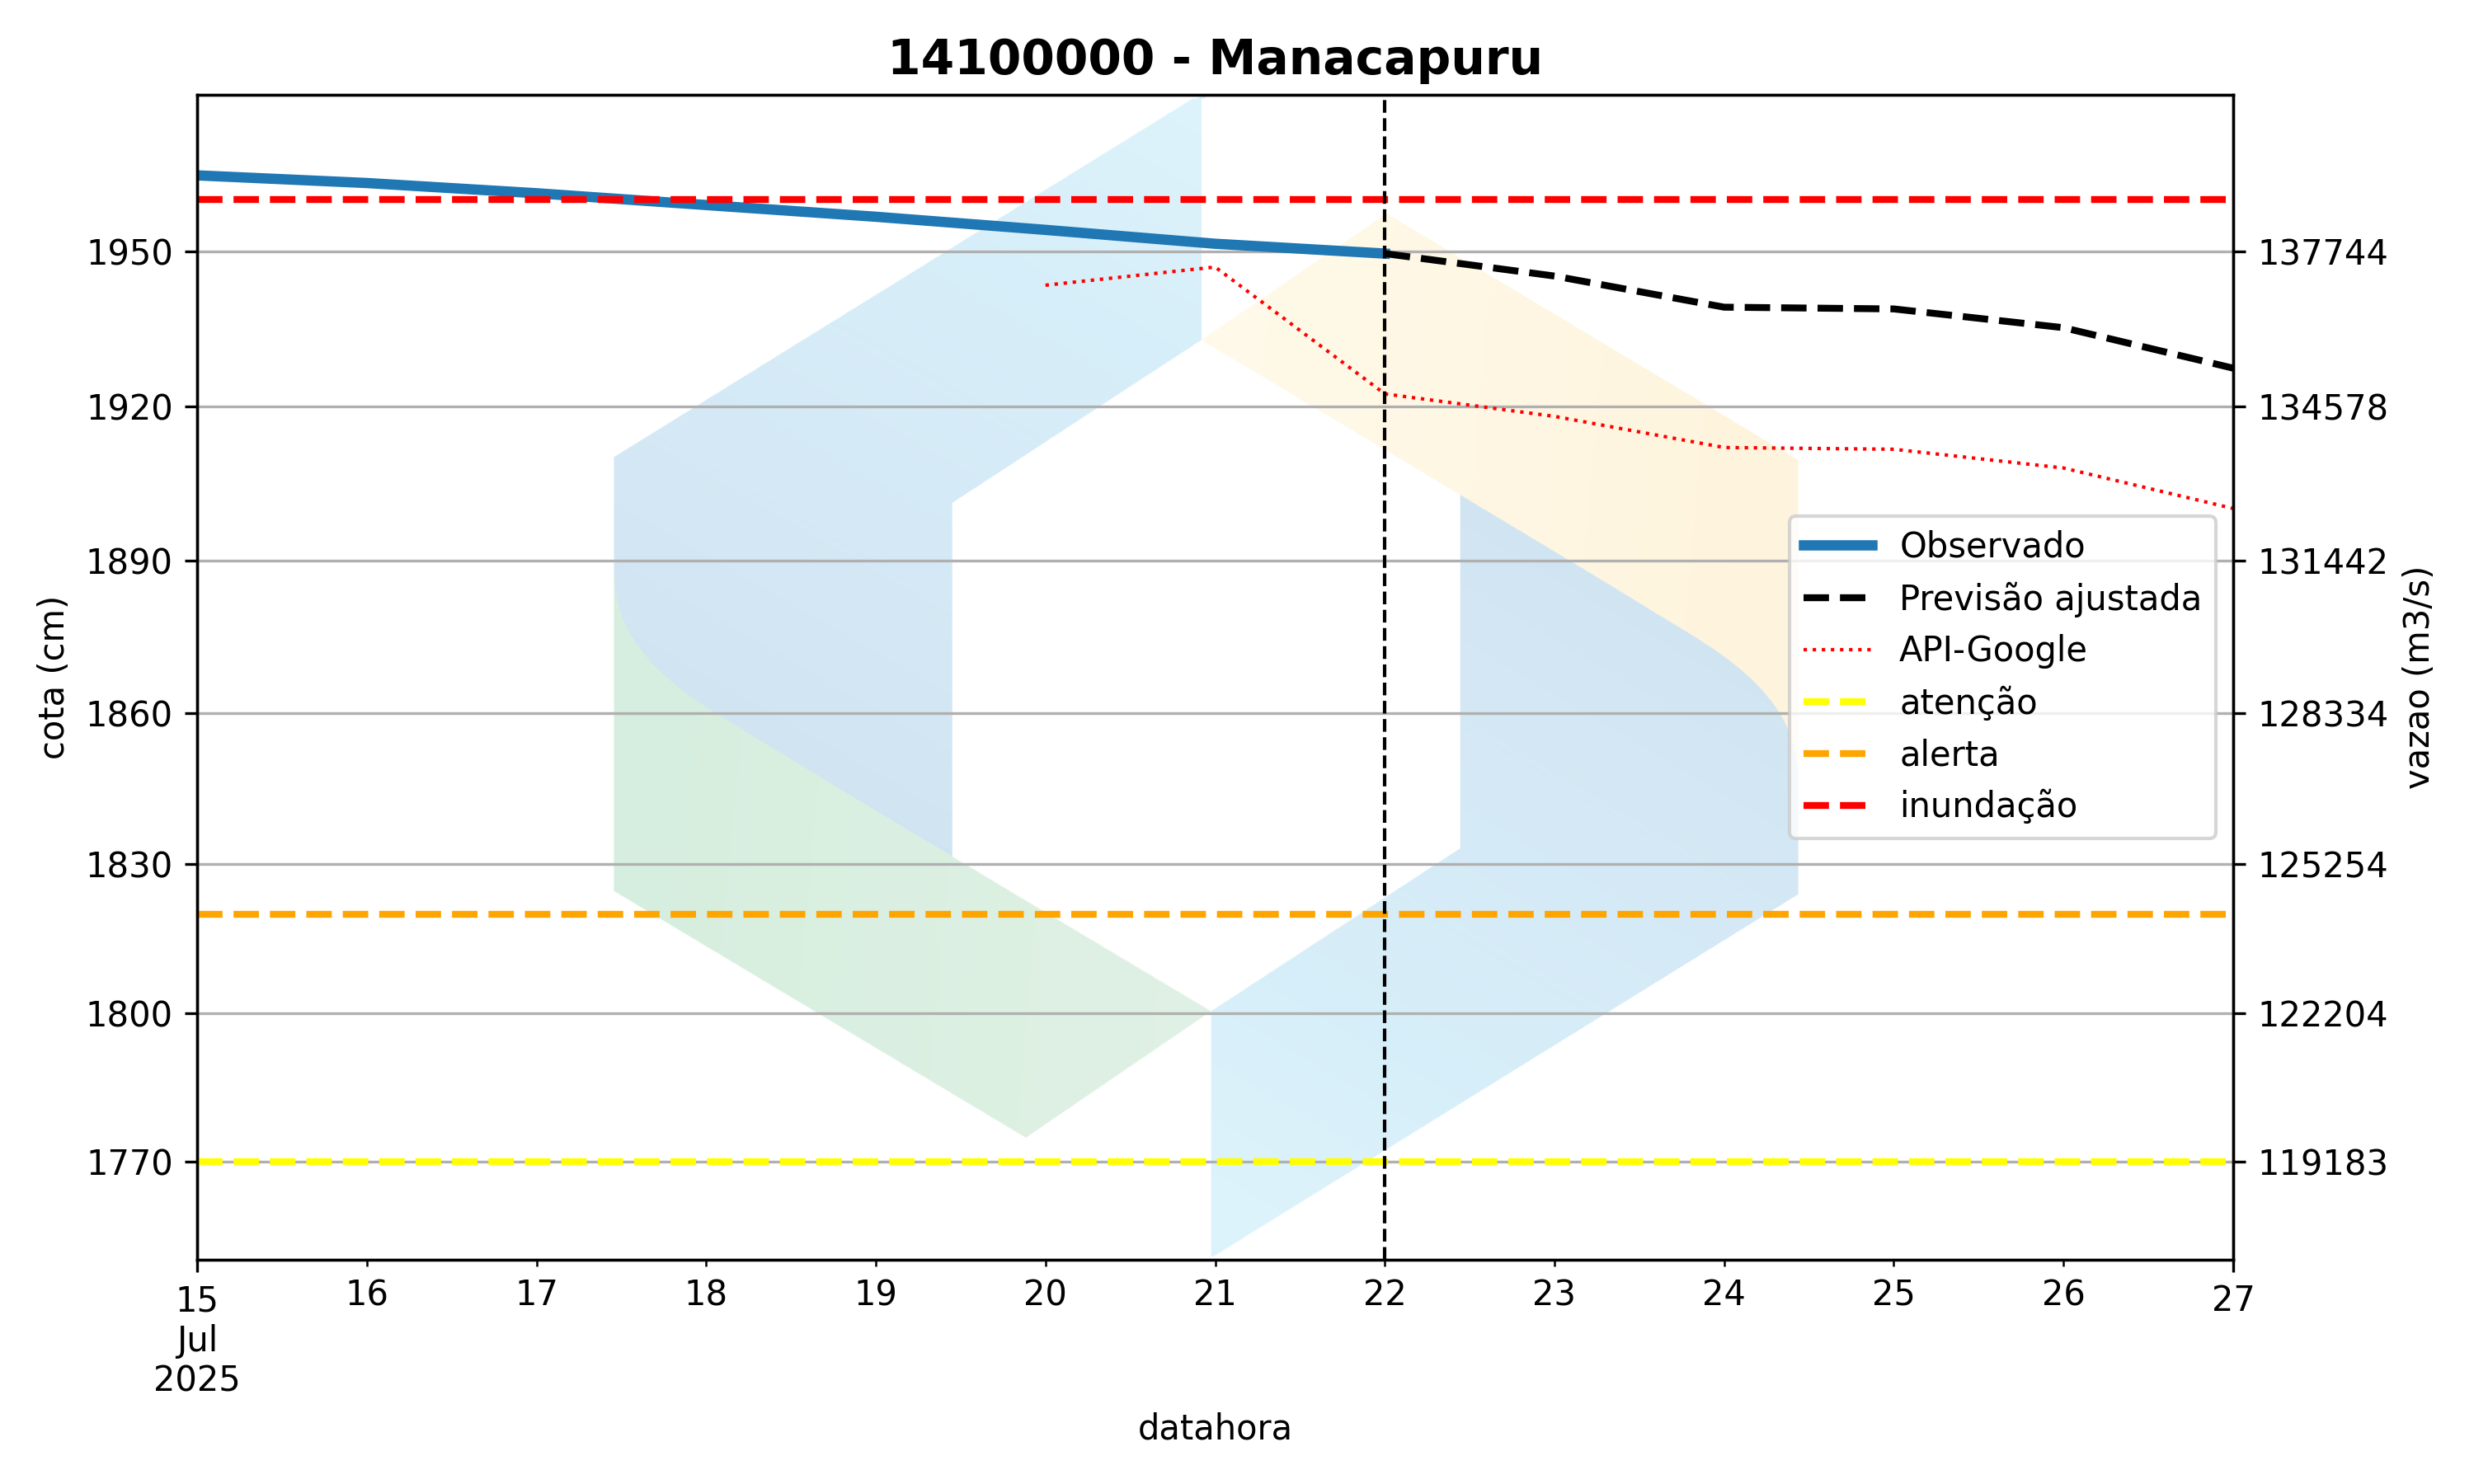 14100000 - Manacapuru
cota (cm)
1950
1920
1890
1860
1830
1800
1770
137744
134578
131442
128334
125254
122204
119183
vazao (m3/s)
Observado
Previsão ajustada
API-Google
atenção
alerta
inundação
15 16 17 18 19 20 21 22 23 24 25 26 27
Jul
2025
datahora